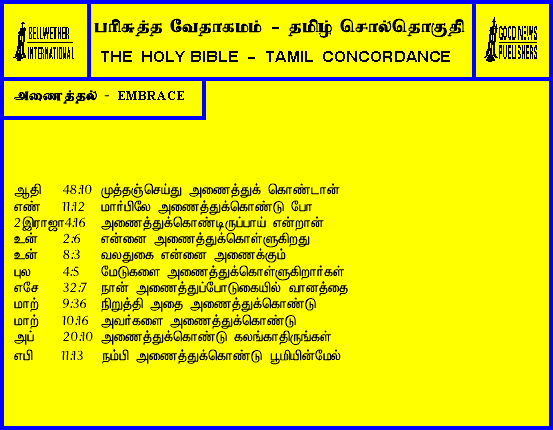 BELLWETHER
INTERNATIONAL
பரிசுத்த வேதாகமம் - தமிழ் சொல்தொகுதி
THE HOLY BIBLE - TAMIL CONCORDANCE
GOOD NEWS
PUBLISHERS
அணைத்தல் - EMBRACE
ஆதி 48:10 முத்தஞ்செய்து அணைத்துக் கொண்டான்
எண் 11:12 மார்பிலே அணைத்துக்கொண்டு போ
2இராஜா4:16 அணைத்துக்கொண்டிருப்பாய் என்றான்
உன் 2:6 என்னை அணைத்துக்கொள்ளுகிறது
உன் 8:3 வலதுகை என்னை அணைக்கும்
புல 4:5 மேடுகளை அணைத்துக்கொள்ளுகிறார்கள்
எசே 32:7 நான் அணைத்துப்போடுகையில் வானத்தை
மாற் 9:36 நிறுத்தி அதை அணைத்துக்கொண்டு
மாற் 10:16 அவர்களை அணைத்துக்கொண்டு
அப் 20:10 அணைத்துக்கொண்டு கலங்காதிருங்கள்
எபி 11:13 நம்பி அணைத்துக்கொண்டு பூமியின்மேல்